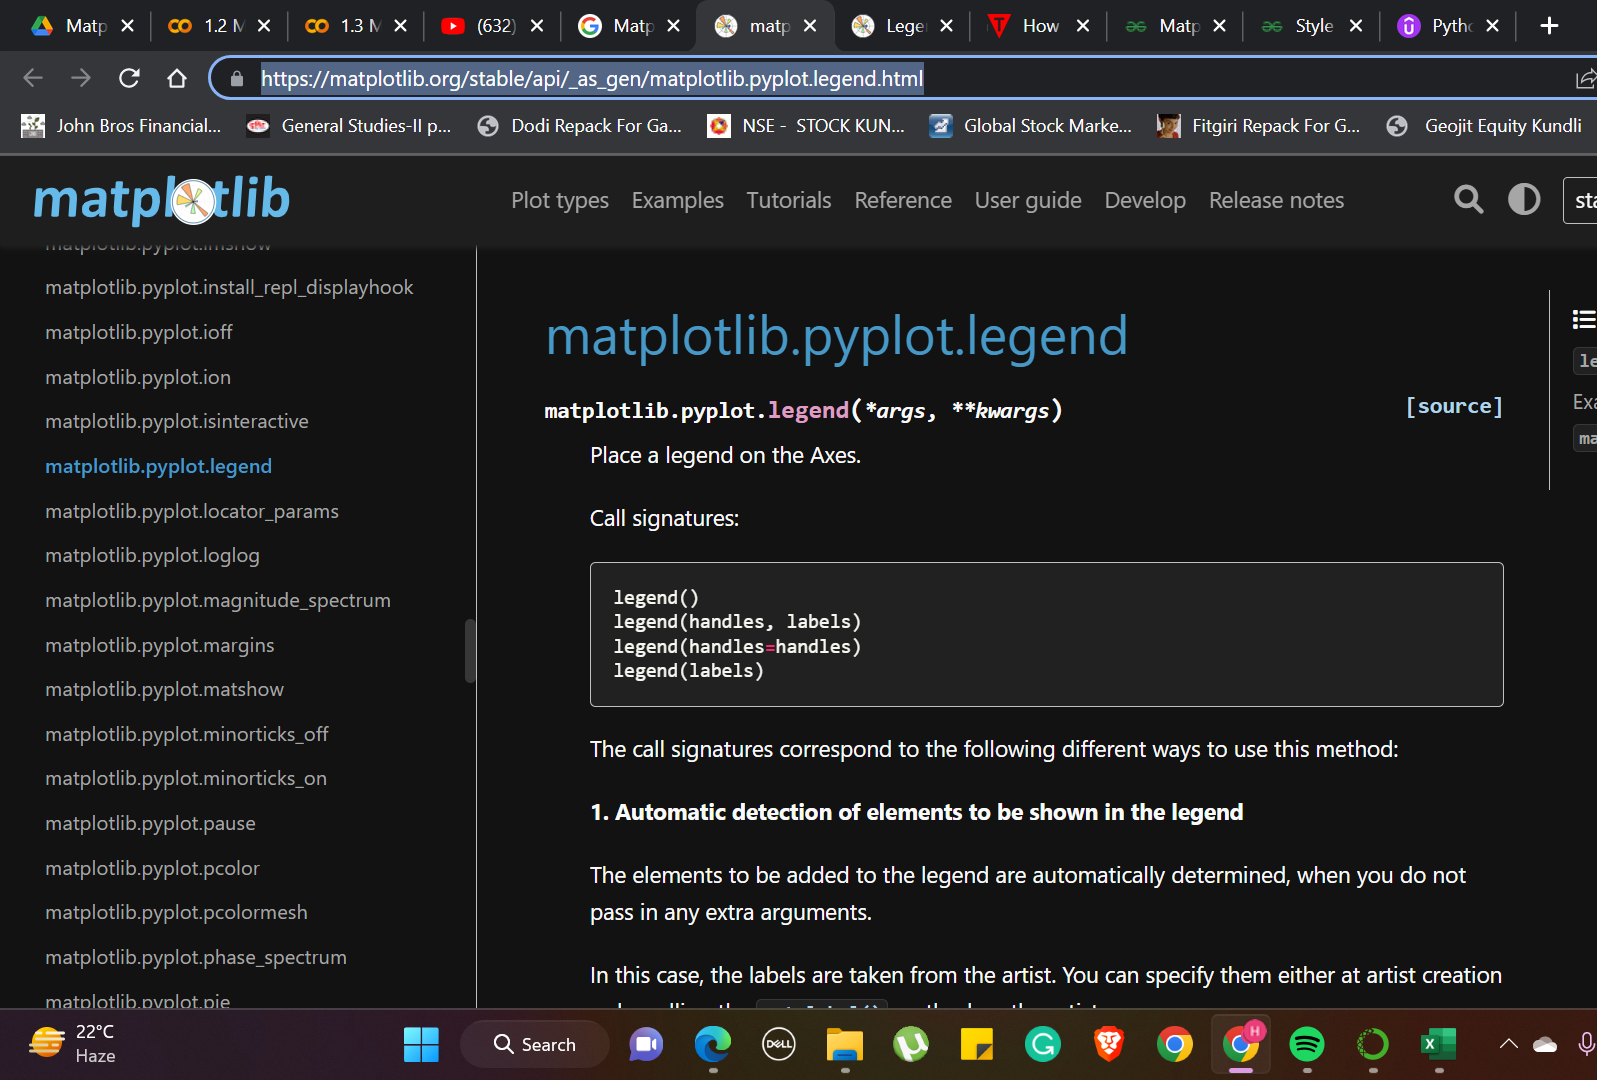 Matp
1.2 M
1.3 M
(632)
Matp
matp
Lege
How
Matp
Style
Pytho
https://matplotlib.org/stable/api/_as_gen/matplotlib.pyplot.legend.html
John Bros Financial...
General Studies-II p...
Dodi Repack For Ga...
NSE - STOCK KUN...
Global Stock Marke...
Fitgiri Repack For G...
Geojit Equity Kundli
matplotlib
Plot types
Examples
Tutorials
Reference
User guide
Develop
Release notes
sta
matplotlib.pyplot.imshow
matplotlib.pyplot.install_repl_displayhook
matplotlib.pyplot.ioff
matplotlib.pyplot.ion
matplotlib.pyplot.isinteractive
matplotlib.pyplot.legend
matplotlib.pyplot.locator_params
matplotlib.pyplot.loglog
matplotlib.pyplot.magnitude_spectrum
matplotlib.pyplot.margins
matplotlib.pyplot.matshow
matplotlib.pyplot.minorticks_off
matplotlib.pyplot.minorticks_on
matplotlib.pyplot.pause
matplotlib.pyplot.pcolor
matplotlib.pyplot.pcolormesh
matplotlib.pyplot.phase_spectrum
matplotlib.pyplot.pie
matplotlib.pyplot.legend
matplotlib.pyplot.legend(*args, **kwargs)
[source]
Place a legend on the Axes.
Call signatures:
legend()
legend(handles, labels)
legend(handles=handles)
legend(labels)
The call signatures correspond to the following different ways to use this method:
1. Automatic detection of elements to be shown in the legend
The elements to be added to the legend are automatically determined, when you do not
pass in any extra arguments.
In this case, the labels are taken from the artist. You can specify them either at artist creation
le
Exa
ma
22°C
Haze
Search
DELL
H